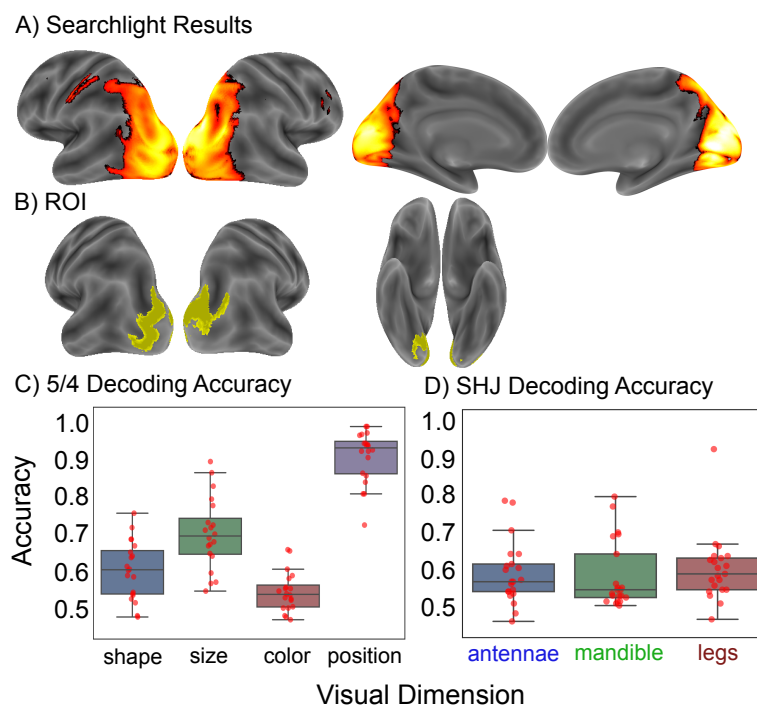 A) Searchlight Results
B) ROI
C) 5/4 Decoding Accuracy
D) SHJ Decoding Accuracy
Accuracy
1.0
0.9
0.8
0.7
0.6
0.5
shape size color position
1.0
0.9
0.8
0.7
0.6
0.5
antennae mandible legs
Visual Dimension